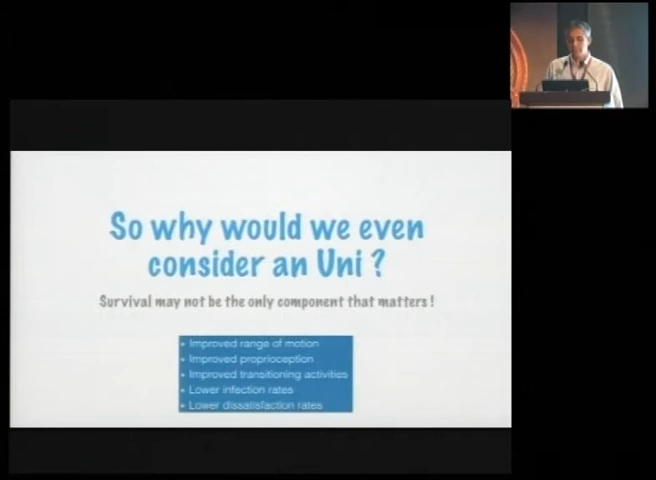 So why would we even
consider an Uni ?
Survival may not be the only component that matters !
• Improved range of motion
• Improved proprioception
• Improved transitioning activities
• Lower infection rates
• Lower dissatisfaction rates